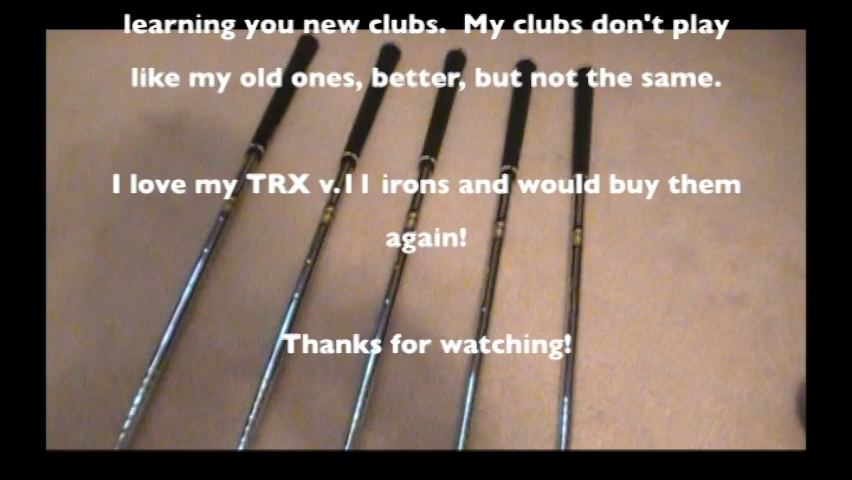 learning you new clubs. My clubs don't play
like my old ones, better, but not the same.
I love my TRX v.11 irons and would buy them
again!
Thanks for watching!